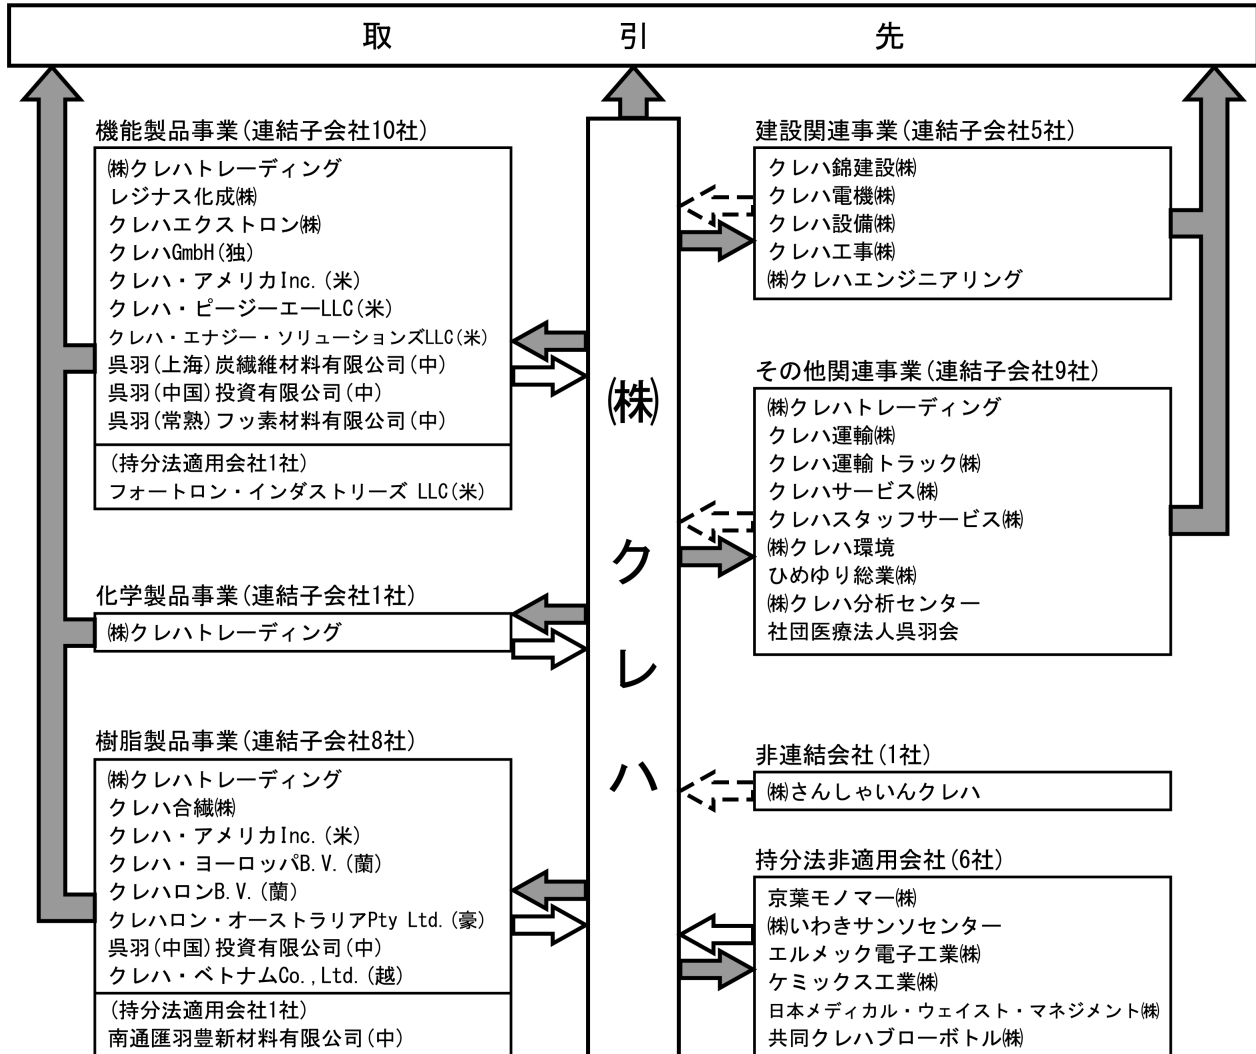 取引先
機能製品事業(連結子会社10社)
㈱クレハトレーディング
レジナス化成㈱
クレハエクストロン㈱
クレハGmbH(独)
クレハ・アメリカInc.(米)
クレハ・ピージーエーLLC(米)
クレハ・エナジー・ソリューションズLLC(米)
呉羽(上海)炭繊維材料有限公司(中)
呉羽(中国)投資有限公司(中)
呉羽(常熟)フッ素材料有限公司(中)
(持分法適用会社1社)
フォートロン・インダストリーズ LLC(米)
化学製品事業(連結子会社1社)
㈱クレハトレーディング
樹脂製品事業(連結子会社8社)
㈱クレハトレーディング
クレハ合繊㈱
クレハ・アメリカInc.(米)
クレハ・ヨーロッパB.V.(蘭)
クレハロンB.V.(蘭)
クレハロン・オーストラリアPty Ltd.(豪)
呉羽(中国)投資有限公司(中)
クレハ・ベトナムCo.,Ltd.(越)
(持分法適用会社1社)
南通匯羽豊新材料有限公司(中)
㈱クレハ
建設関連事業(連結子会社5社)
クレハ錦建設㈱
クレハ電機㈱
クレハ設備㈱
クレハ工事㈱
㈱クレハエンジニアリング
その他関連事業(連結子会社9社)
㈱クレハトレーディング
クレハ運輸㈱
クレハ運輸トラック㈱
クレハサービス㈱
クレハスタッフサービス㈱
㈱クレハ環境
ひめゆり総業㈱
㈱クレハ分析センター
社団医療法人呉羽会
非連結会社(1社)
㈱さんしゃいんクレハ
持分法非適用会社(6社)
京葉モノマー㈱
㈱いわきサンソセンター
エルメック電子工業㈱
ケミックス工業㈱
日本メディカル・ウェイスト・マネジメント㈱
共同クレハブローボトル㈱